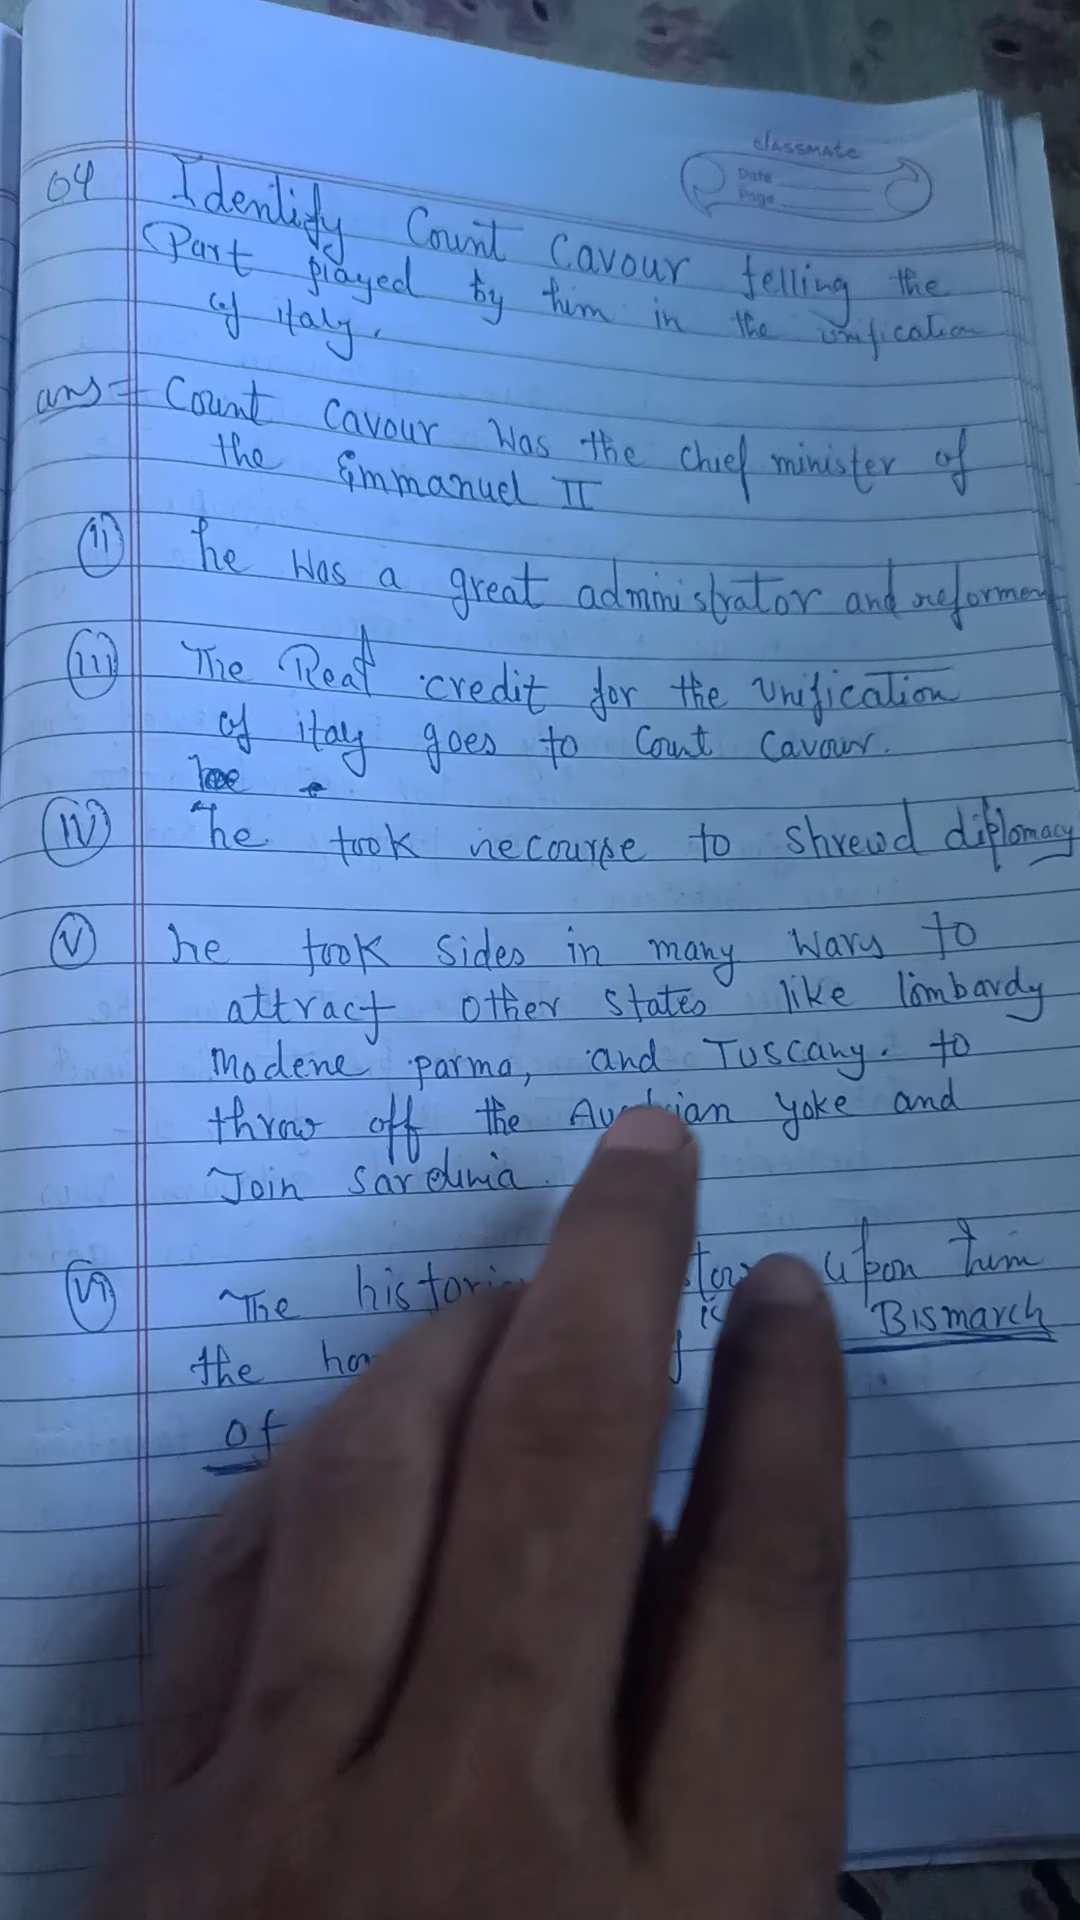 classmate
Date
Page
04 Identify Count Cavour telling the
Part played by him in the unification
of italy.
ans = Count Cavour was the chief minister of
the Emmanuel II
(ii) he was a great administrator and reformer
(iii) The Real credit for the unification
of italy goes to Count Cavour.
(iv) he took recourse to shrewd diplomacy
(v) he took sides in many wars to
attract other states like lombardy
Modene parma, and Tuscany. to
throw off the yoke and
Join Sardinia.
(vi) The upon him
the Bismarch
of